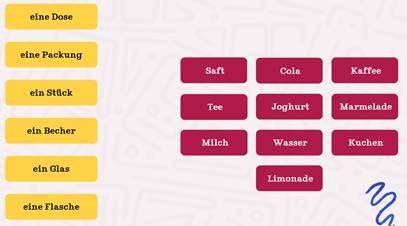 eine Dose
eine Packung
ein Stück
ein Becher
ein Glas
eine Flasche
Saft
Cola
Kaffee
Tee
Joghurt
Marmelade
Milch
Wasser
Kuchen
Limonade